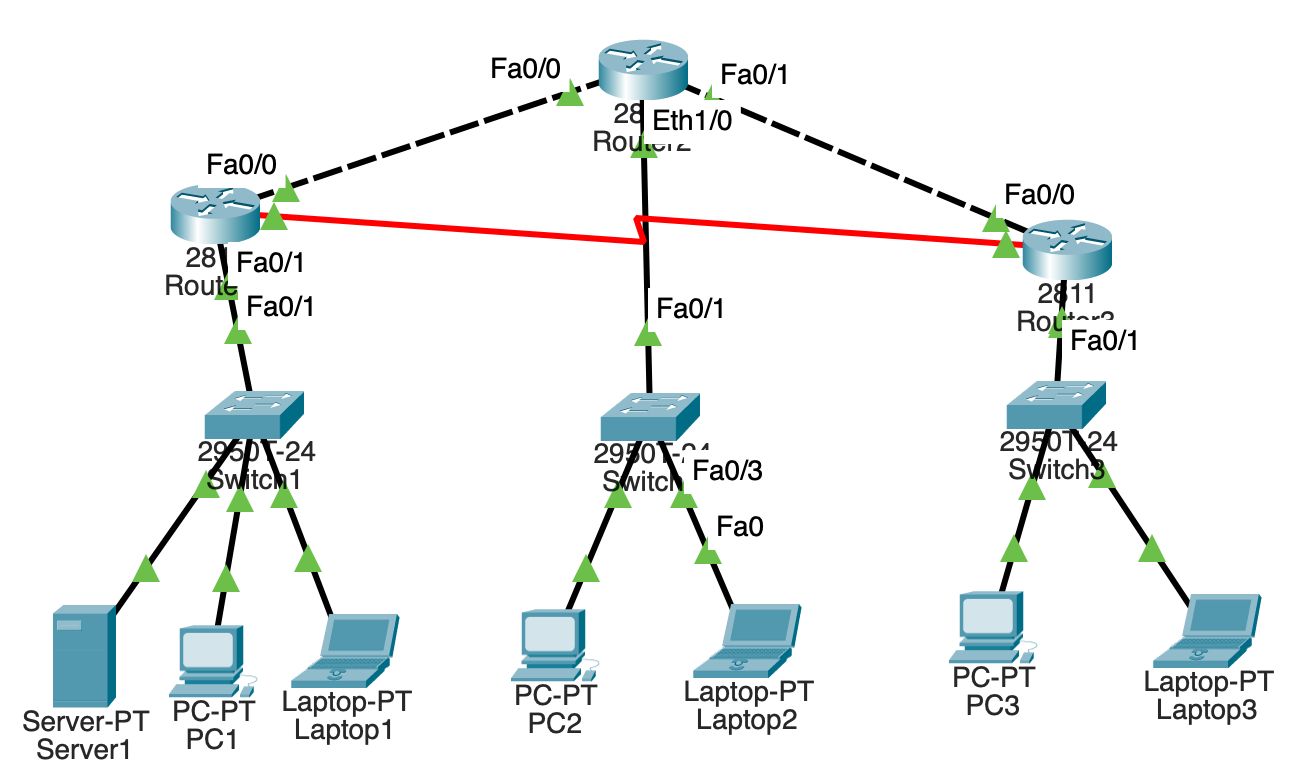 Fa0/0
Fa0/1
28
Eth1/0
Router2
Fa0/0
Fa0/0
281
Route
Fa0/1
Fa0/1
Fa0/1
2811
Router3
Fa0/1
2950T-24
Switch1
2950T-24
Switch
Fa0/3
Fa0
2950T-24
Switch3
Server-PT
Server1
PC-PT
PC1
Laptop-PT
Laptop1
PC-PT
PC2
Laptop-PT
Laptop2
PC-PT
PC3
Laptop-PT
Laptop3